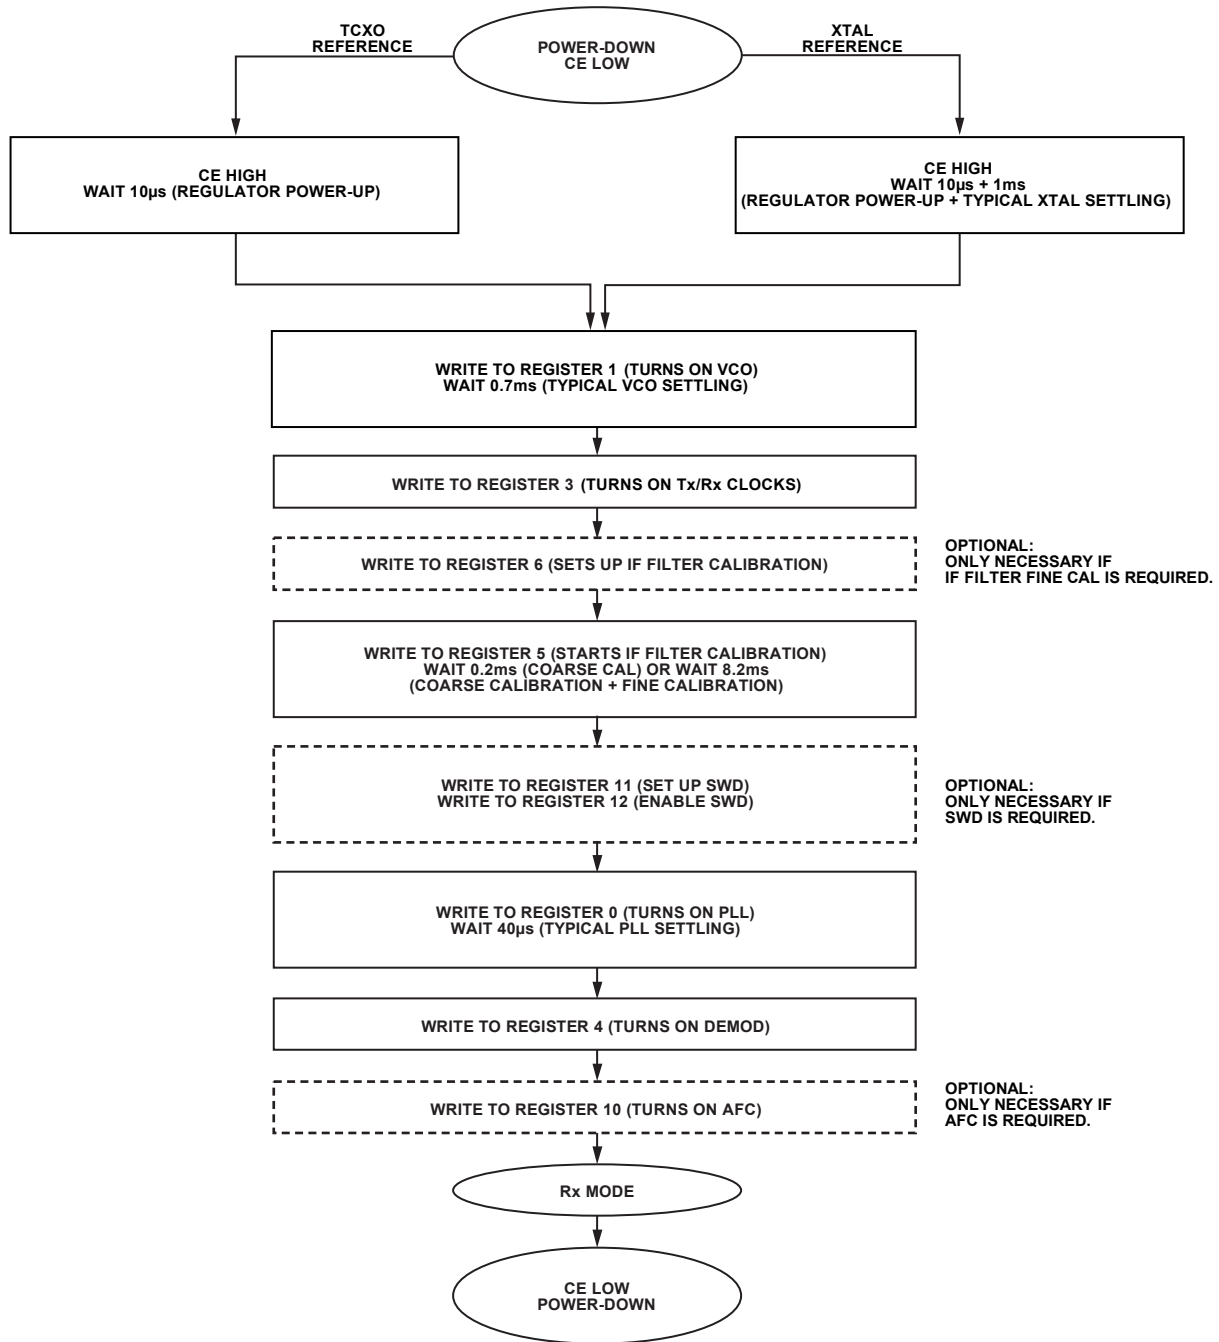 TCXO
REFERENCE
POWER-DOWN
CE LOW
XTAL
REFERENCE
CE HIGH
WAIT 10µs (REGULATOR POWER-UP)
CE HIGH
WAIT 10µs + 1ms
(REGULATOR POWER-UP + TYPICAL XTAL SETTLING)
WRITE TO REGISTER 1 (TURNS ON VCO)
WAIT 0.7ms (TYPICAL VCO SETTLING)
WRITE TO REGISTER 3 (TURNS ON Tx/Rx CLOCKS)
WRITE TO REGISTER 6 (SETS UP IF FILTER CALIBRATION)
OPTIONAL:
ONLY NECESSARY IF
IF FILTER FINE CAL IS REQUIRED.
WRITE TO REGISTER 5 (STARTS IF FILTER CALIBRATION)
WAIT 0.2ms (COARSE CAL) OR WAIT 8.2ms
(COARSE CALIBRATION + FINE CALIBRATION)
WRITE TO REGISTER 11 (SET UP SWD)
WRITE TO REGISTER 12 (ENABLE SWD)
OPTIONAL:
ONLY NECESSARY IF
SWD IS REQUIRED.
WRITE TO REGISTER 0 (TURNS ON PLL)
WAIT 40µs (TYPICAL PLL SETTLING)
WRITE TO REGISTER 4 (TURNS ON DEMOD)
WRITE TO REGISTER 10 (TURNS ON AFC)
OPTIONAL:
ONLY NECESSARY IF
AFC IS REQUIRED.
Rx MODE
CE LOW
POWER-DOWN